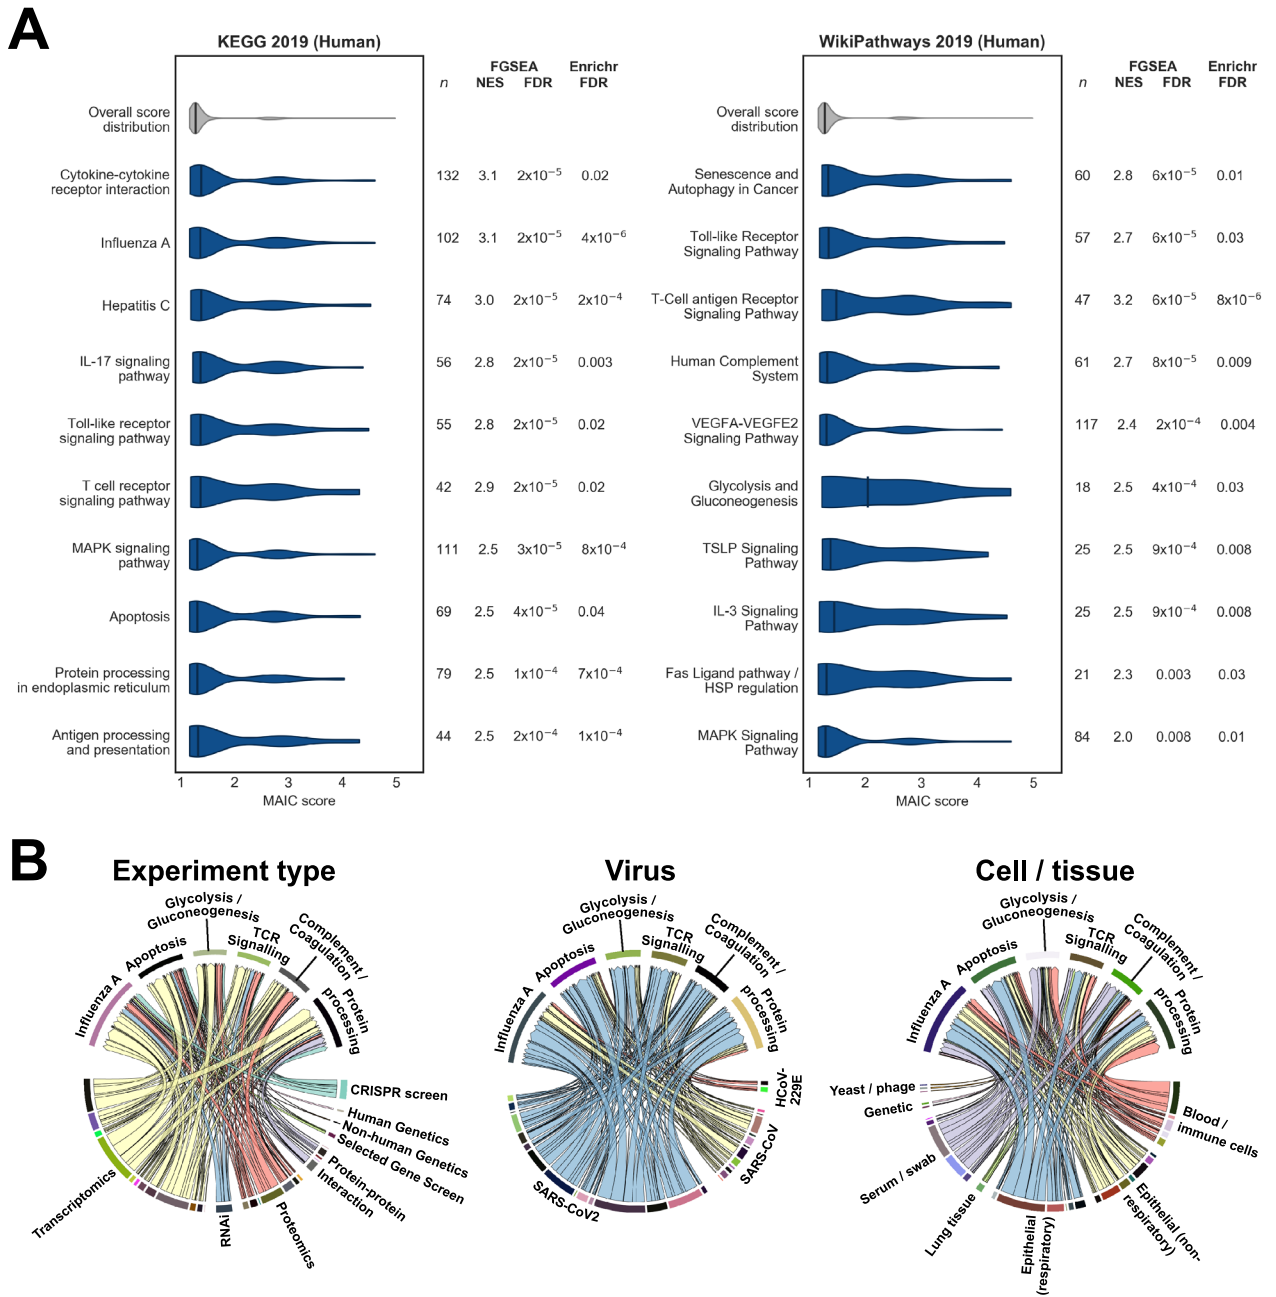 A
KEGG 2019 (Human)
FGSEA Enrichr
n NES FDR FDR
Overall score
distribution
Cytokine-cytokine
receptor interaction
132 3.1 2x10⁻⁵ 0.02
Influenza A
102 3.1 2x10⁻⁵ 4x10⁻⁶
Hepatitis C
74 3.0 2x10⁻⁵ 2x10⁻⁴
IL-17 signaling
pathway
56 2.8 2x10⁻⁵ 0.003
Toll-like receptor
signaling pathway
55 2.8 2x10⁻⁵ 0.02
T cell receptor
signaling pathway
42 2.9 2x10⁻⁵ 0.02
MAPK signaling
pathway
111 2.5 3x10⁻⁵ 8x10⁻⁴
Apoptosis
69 2.5 4x10⁻⁵ 0.04
Protein processing
in endoplasmic reticulum
79 2.5 1x10⁻⁴ 7x10⁻⁴
Antigen processing
and presentation
44 2.5 2x10⁻⁴ 1x10⁻⁴
1 2 3 4 5
MAIC score
WikiPathways 2019 (Human)
FGSEA Enrichr
n NES FDR FDR
Overall score
distribution
Senescence and
Autophagy in Cancer
60 2.8 6x10⁻⁵ 0.01
Toll-like Receptor
Signaling Pathway
57 2.7 6x10⁻⁵ 0.03
T-Cell antigen Receptor
Signaling Pathway
47 3.2 6x10⁻⁵ 8x10⁻⁶
Human Complement
System
61 2.7 8x10⁻⁵ 0.009
VEGFA-VEGFE2
Signaling Pathway
117 2.4 2x10⁻⁴ 0.004
Glycolysis and
Gluconeogenesis
18 2.5 4x10⁻⁴ 0.03
TSLP Signaling
Pathway
25 2.5 9x10⁻⁴ 0.008
IL-3 Signaling
Pathway
25 2.5 9x10⁻⁴ 0.008
Fas Ligand pathway /
HSP regulation
21 2.3 0.003 0.03
MAPK Signaling
Pathway
84 2.0 0.008 0.01
1 2 3 4 5
MAIC score
B
Experiment type
Influenza A
Apoptosis
Glycolysis /
Gluconeogenesis
TCR
Signalling
Complement /
Coagulation
Protein
processing
CRISPR screen
Human Genetics
Non-human Genetics
Selected Gene Screen
Protein-protein
Interaction
Proteomics
RNAi
Transcriptomics
Virus
Influenza A
Apoptosis
Glycolysis /
Gluconeogenesis
TCR
Signalling
Complement /
Coagulation
Protein
processing
HCoV-
229E
SARS-CoV
SARS-CoV2
Cell / tissue
Influenza A
Apoptosis
Glycolysis /
Gluconeogenesis
TCR
Signalling
Complement /
Coagulation
Protein
processing
Blood /
immune cells
Epithelial (non-
respiratory)
Epithelial
(respiratory)
Lung tissue
Serum / swab
Genetic
Yeast / phage